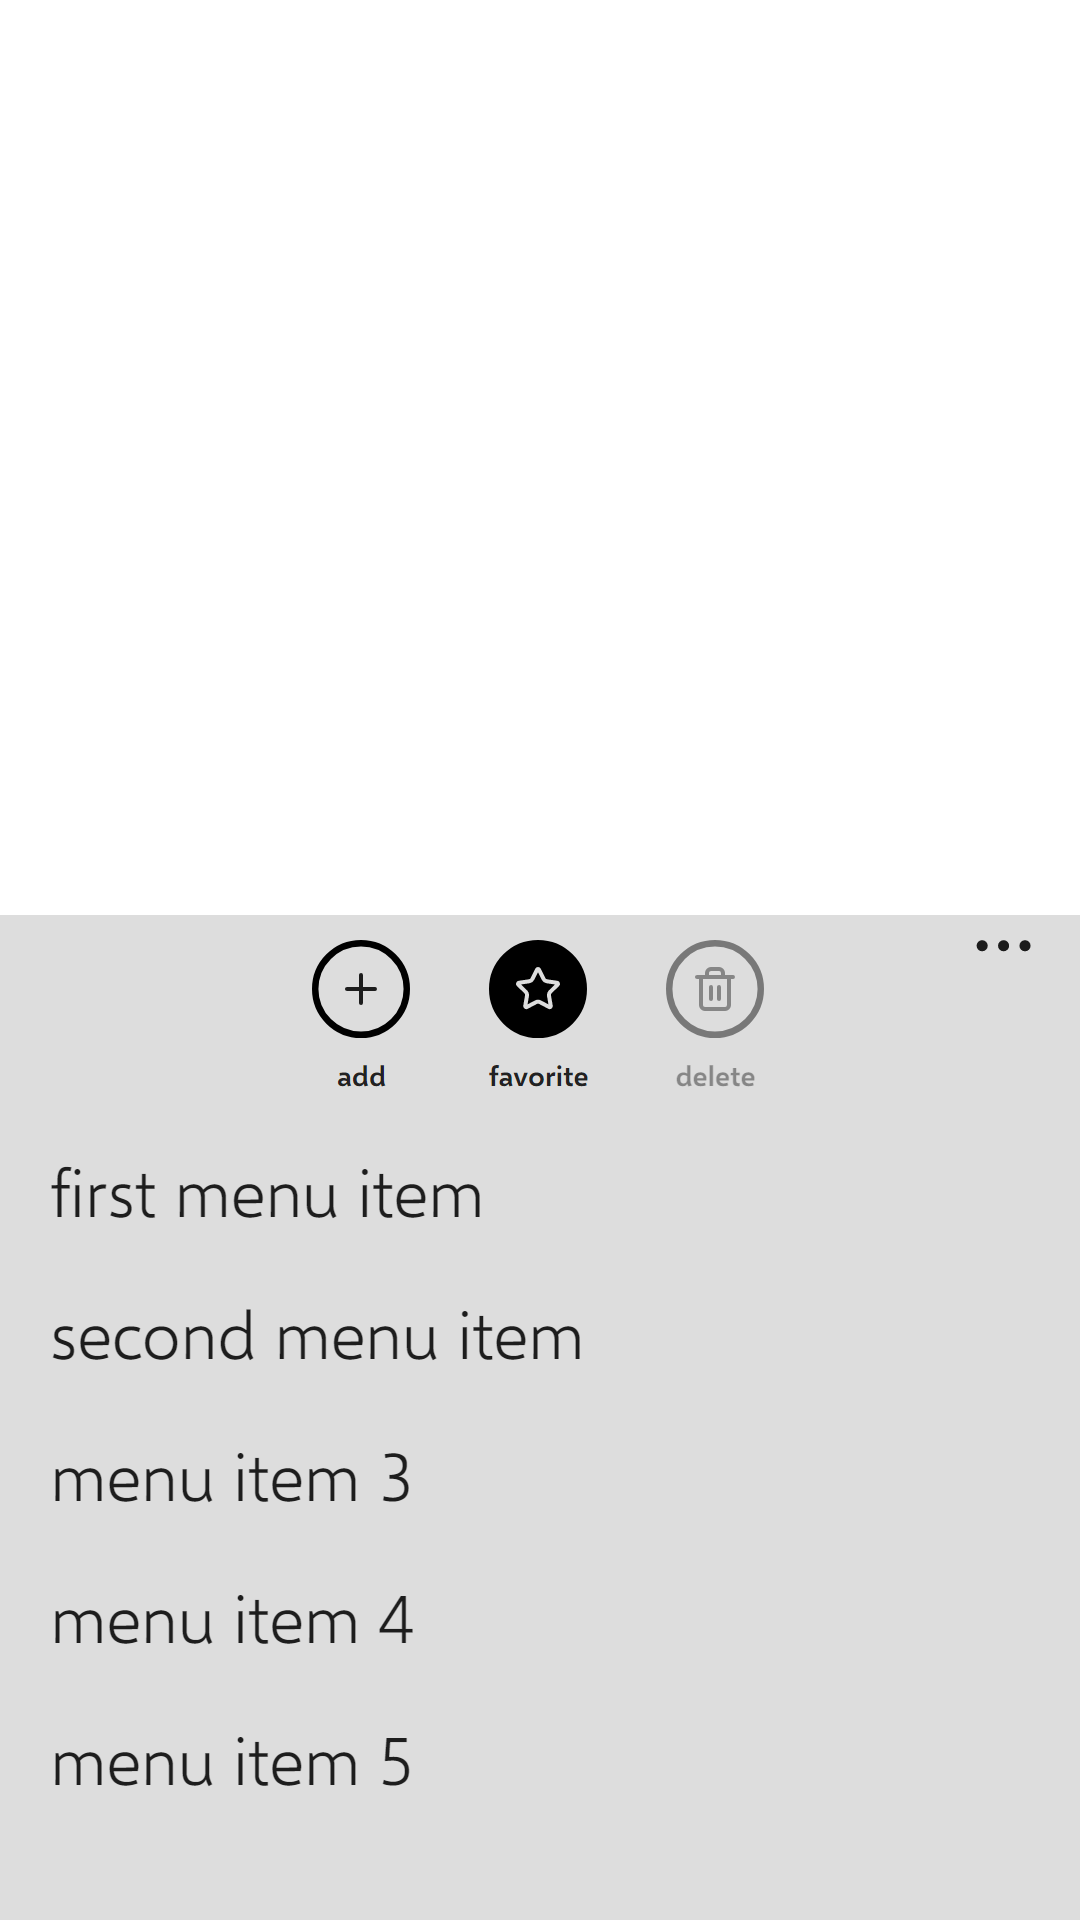 add favorite delete
first menu item
second menu item
menu item 3
menu item 4
menu item 5